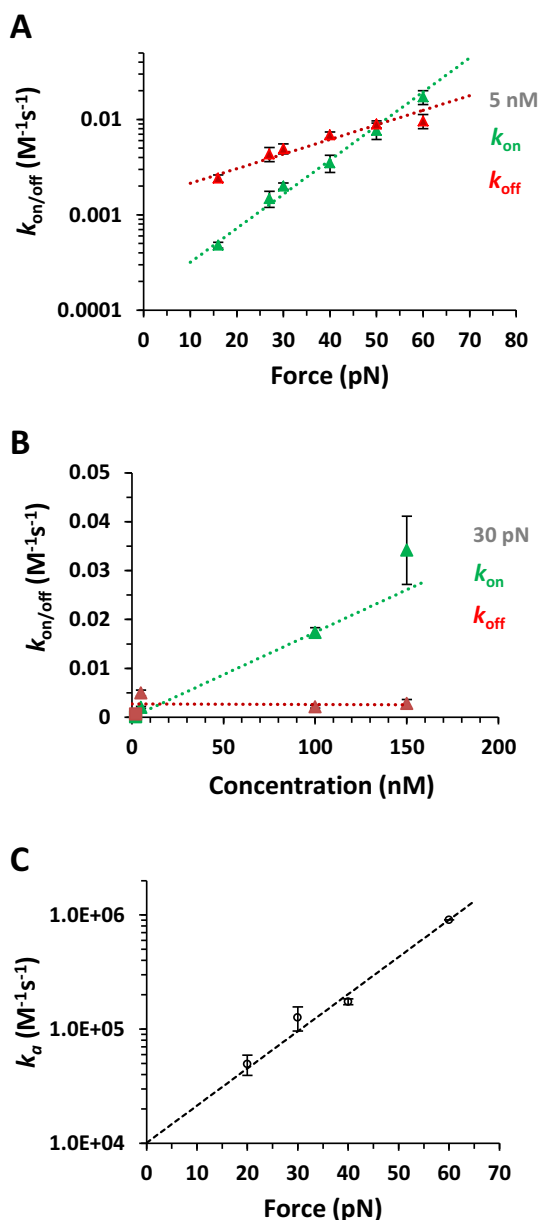 A
k_on/off (M⁻¹s⁻¹)
0.01
0.001
0.0001
0 10 20 30 40 50 60 70 80
Force (pN)
5 nM
k_on
k_off
B
k_on/off (M⁻¹s⁻¹)
0.05
0.04
0.03
0.02
0.01
0
0 50 100 150 200
Concentration (nM)
30 pN
k_on
k_off
C
k_a (M⁻¹s⁻¹)
1.0E+06
1.0E+05
1.0E+04
0 10 20 30 40 50 60 70
Force (pN)